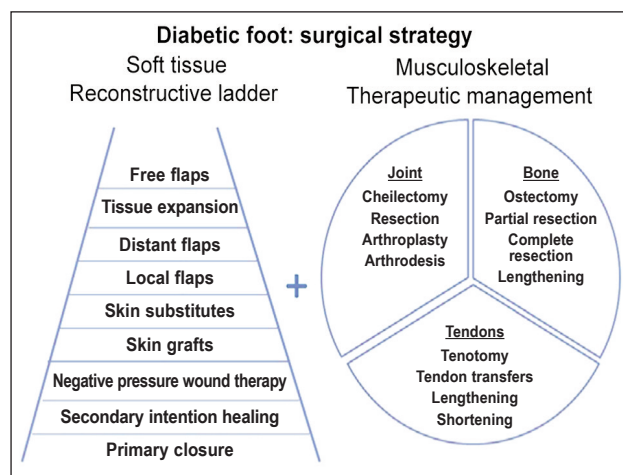 Diabetic foot: surgical strategy
Soft tissue
Reconstructive ladder
Free flaps
Tissue expansion
Distant flaps
Local flaps
Skin substitutes
Skin grafts
Negative pressure wound therapy
Secondary intention healing
Primary closure
+
Musculoskeletal
Therapeutic management
Joint
Cheilectomy
Resection
Arthroplasty
Arthrodesis
Bone
Ostectomy
Partial resection
Complete
resection
Lengthening
Tendons
Tenotomy
Tendon transfers
Lengthening
Shortening